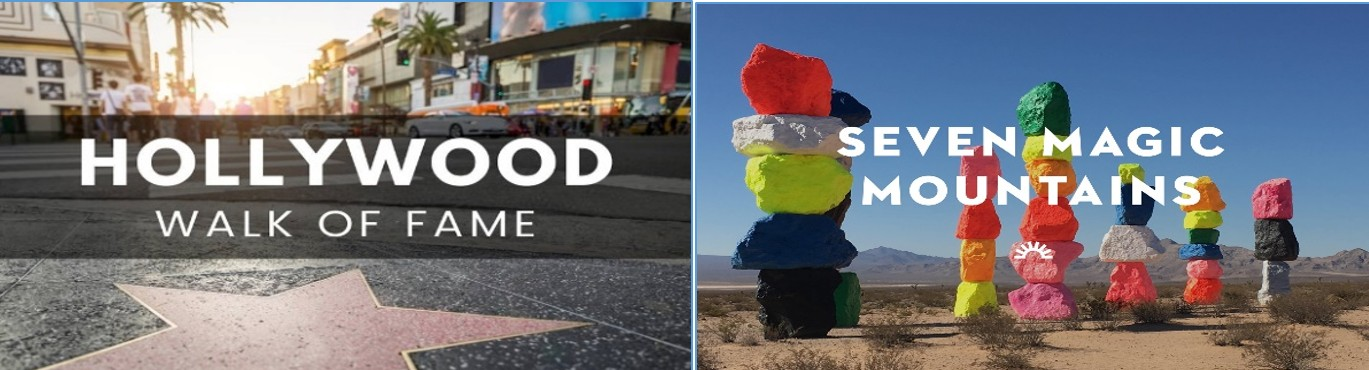 HOLLYWOOD
WALK OF FAME
SEVEN MAGIC
MOUNTAINS